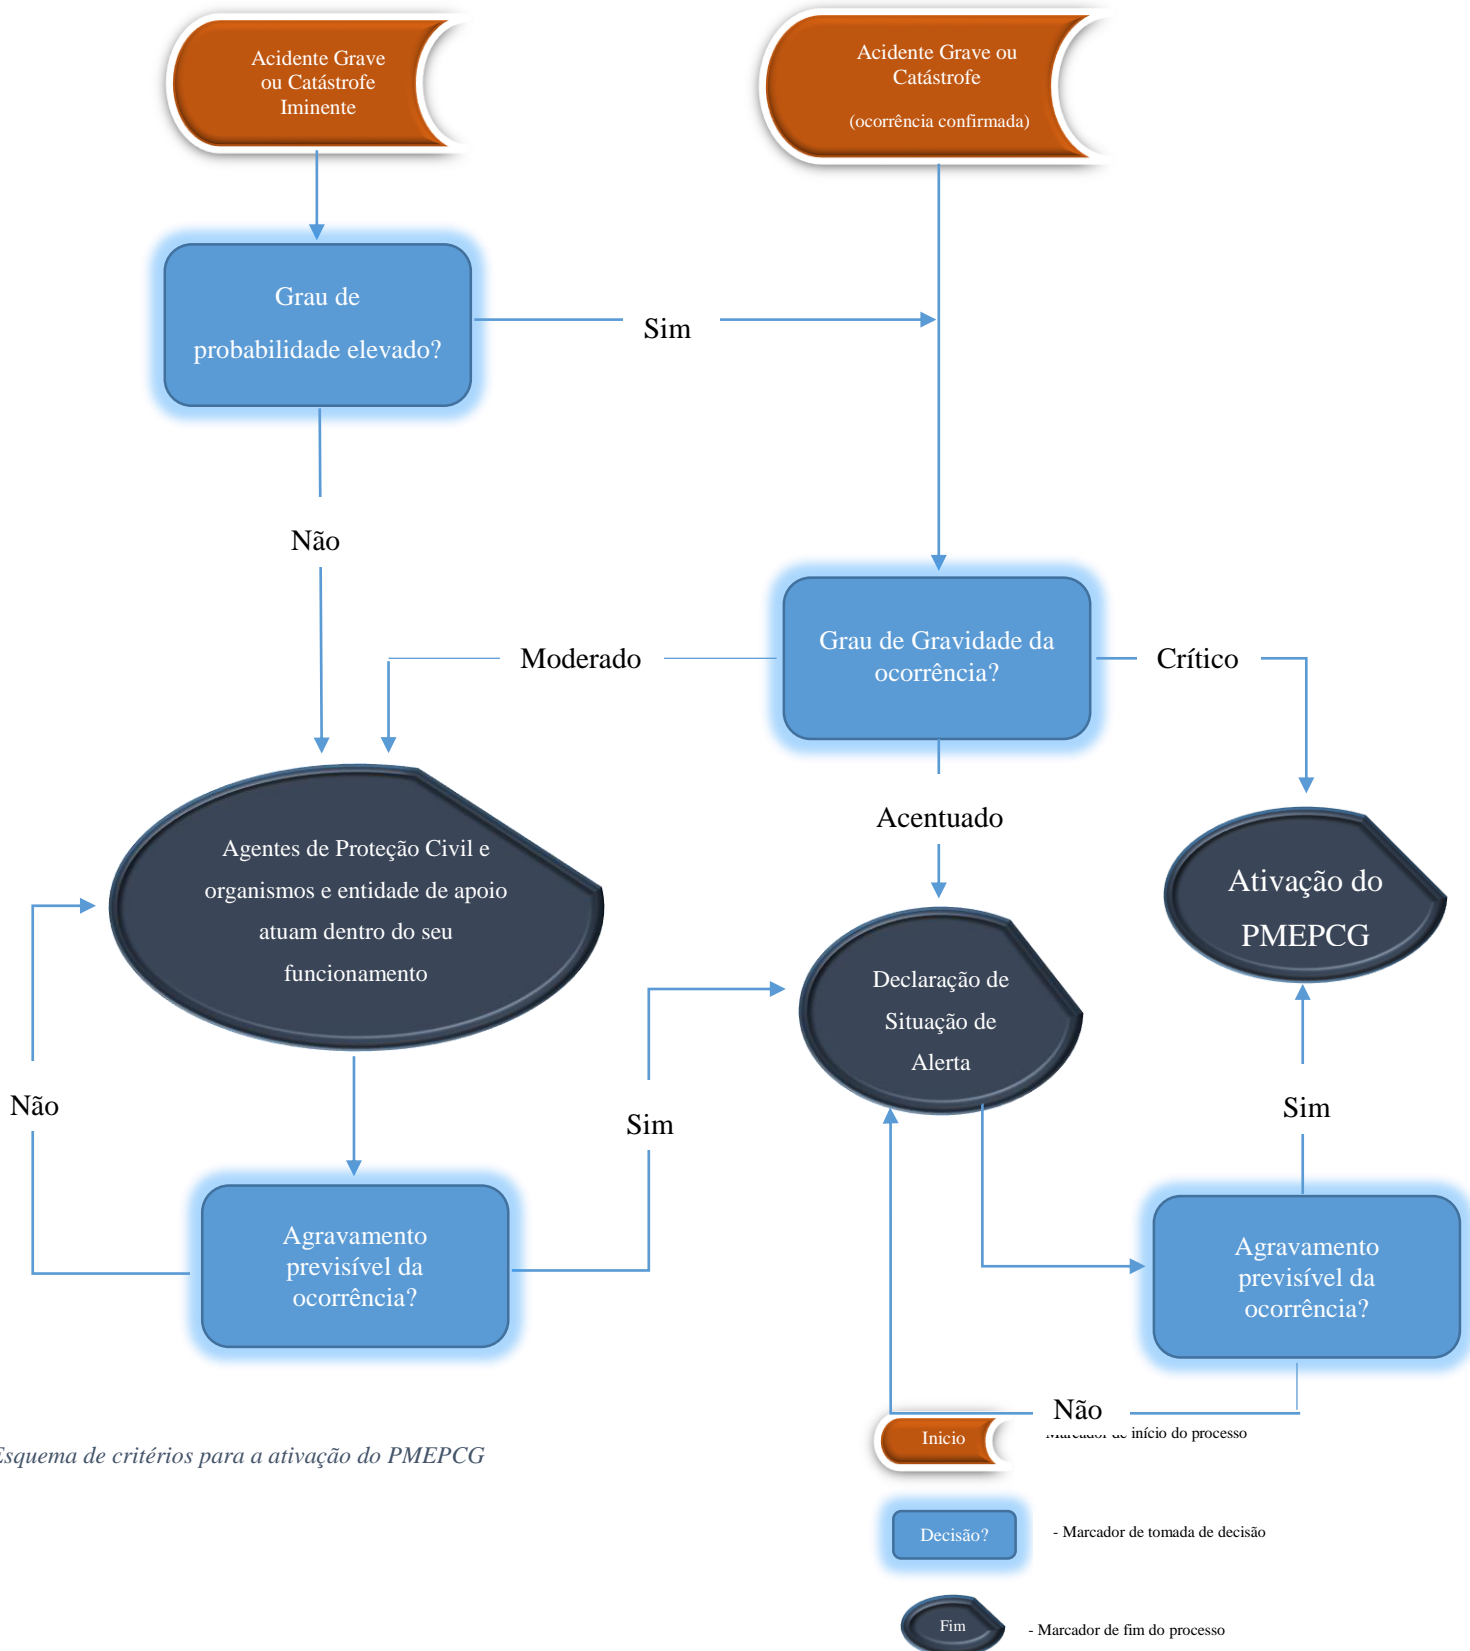 Acidente Grave
ou Catástrofe
Iminente
Acidente Grave ou
Catástrofe
(ocorrência confirmada)
Grau de
probabilidade elevado?
Sim
Não
Grau de Gravidade da
ocorrência?
Moderado
Crítico
Acentuado
Agentes de Proteção Civil e
organismos e entidade de apoio
atuam dentro do seu
funcionamento
Ativação do
PMEPCG
Declaração de
Situação de
Alerta
Não
Sim
Sim
Agravamento
previsível da
ocorrência?
Agravamento
previsível da
ocorrência?
Não
Esquema de critérios para a ativação do PMEPCG
Inicio
Marcador de início do processo
Decisão?
- Marcador de tomada de decisão
Fim
- Marcador de fim do processo